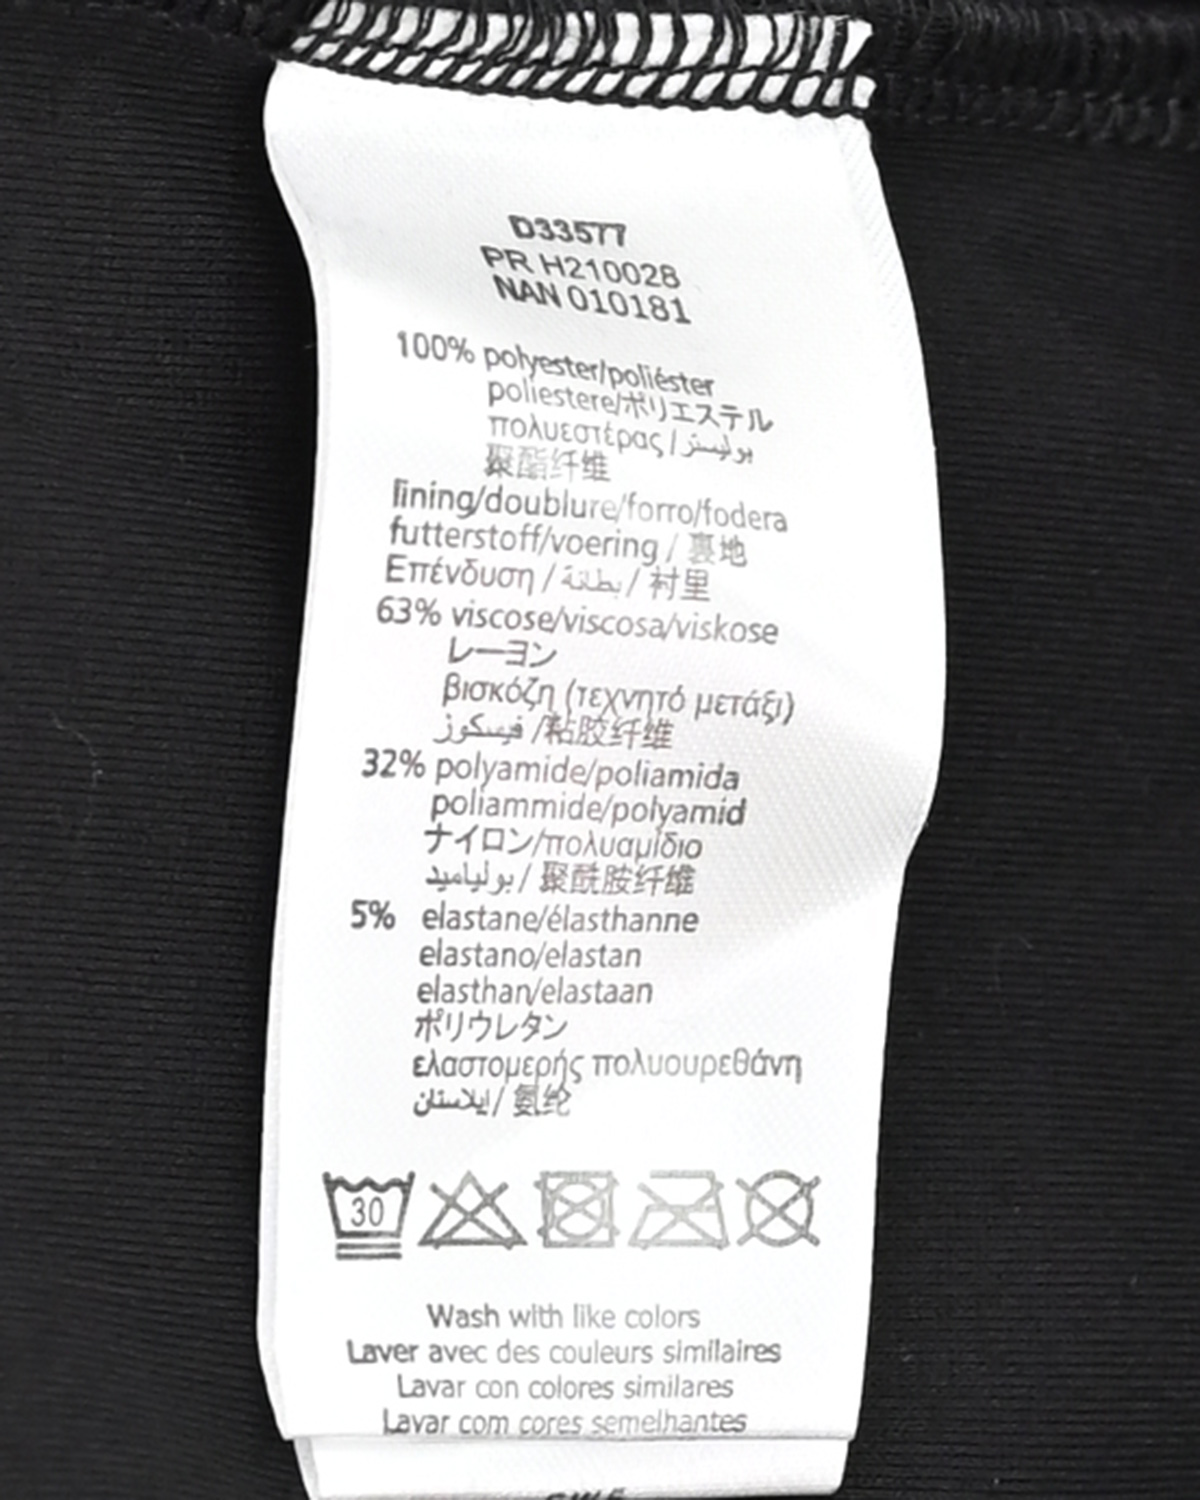 D33577
PR H210028
NAN 010181
100% polyester/poliéster
poliestere/ポリエステル
πολυεστέρας / بوليستر
聚酯纤维
lining/doublure/forro/fodera
futterstoff/voering / 裏地
Επένδυση / بطانة / 村里
63% viscose/viscosa/viskose
レーヨン
βισκόζη (τεχνητό μετάξι)
فيسكوز /粘胶纤维
32% polyamide/poliamida
poliammide/polyamid
ナイロン/πολυαμίδιο
بولياميد / 聚酰胺纤维
5% elastane/élasthanne
elastano/elastan
elasthan/elastaan
ポリウレタン
ελαστομερής πολυουρεθάνη
ايلاستان / 氨纶
30
Wash with like colors
Laver avec des couleurs similaires
Lavar con colores similares
Lavar com cores semelhantes